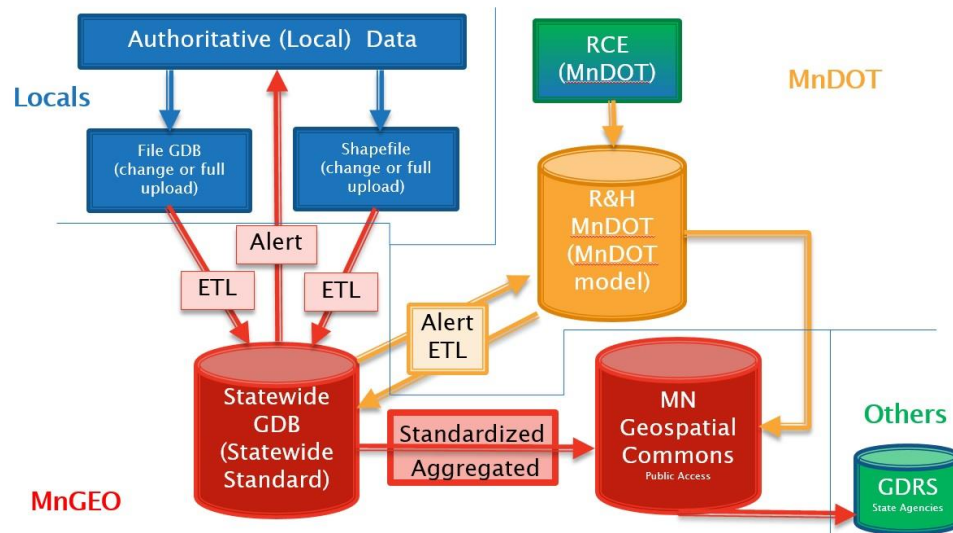 Authoritative (Local) Data
Locals
File GDB
(change or full
upload)
Shapefile
(change or full
upload)
Alert
ETL
ETL
RCE
(MnDOT)
MnDOT
R&H
MnDOT
(MnDOT
model)
Alert
ETL
Statewide
GDB
(Statewide
Standard)
MnGEO
Standardized
Aggregated
MN
Geospatial
Commons
Public Access
Others
GDRS
State Agencies